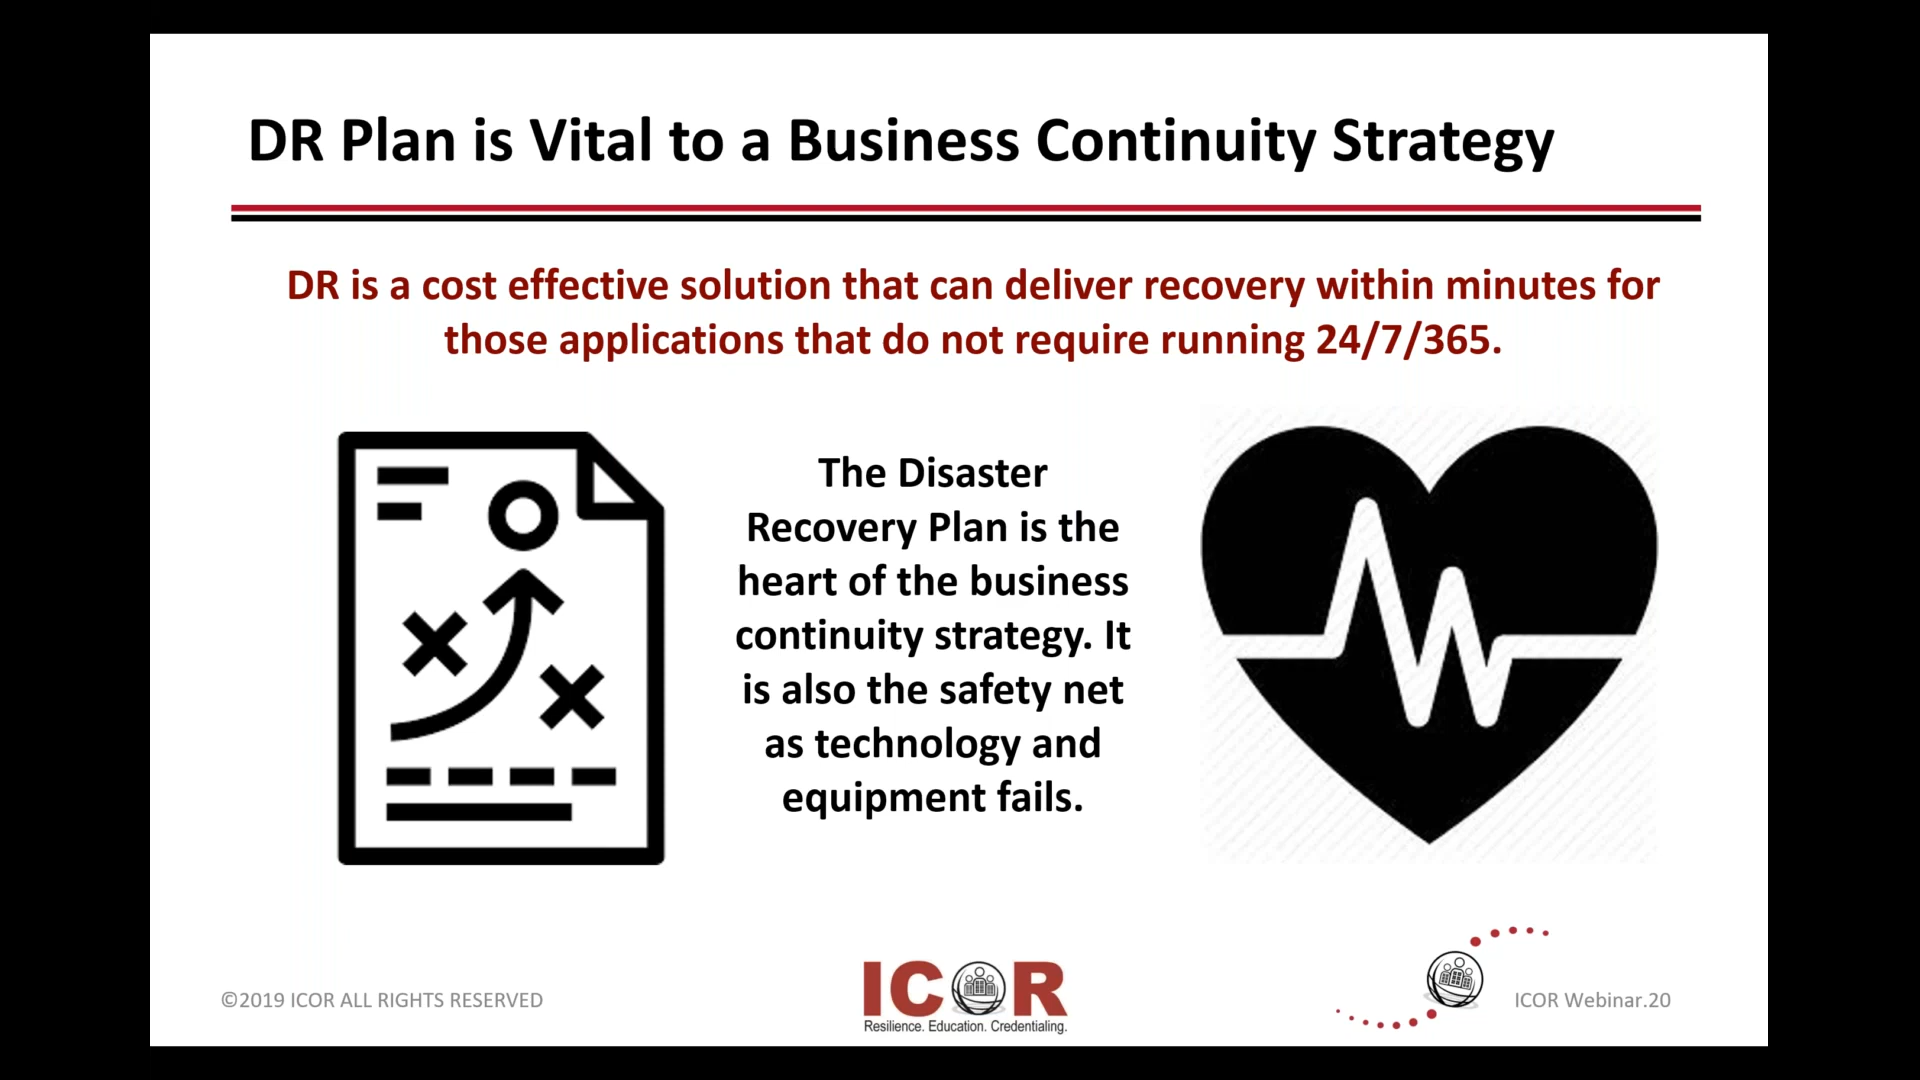 DR Plan is Vital to a Business Continuity Strategy
DR is a cost effective solution that can deliver recovery within minutes for
those applications that do not require running 24/7/365.
The Disaster
Recovery Plan is the
heart of the business
continuity strategy. It
is also the safety net
as technology and
equipment fails.
©2019 ICOR ALL RIGHTS RESERVED
ICOR
Resilience. Education. Credentialing.
ICOR Webinar.20